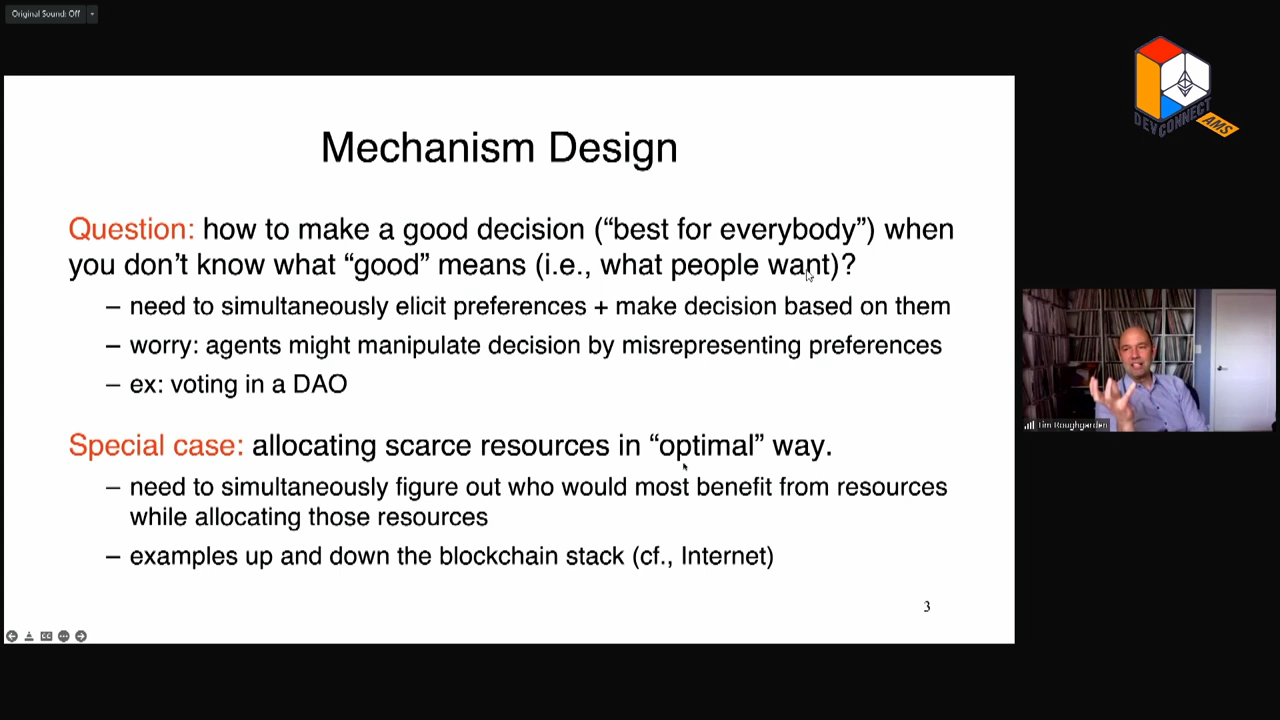 Original Sound: Off
Mechanism Design
Question: how to make a good decision (“best for everybody”) when
you don’t know what “good” means (i.e., what people want)?
– need to simultaneously elicit preferences + make decision based on them
– worry: agents might manipulate decision by misrepresenting preferences
– ex: voting in a DAO
Special case: allocating scarce resources in “optimal” way.
– need to simultaneously figure out who would most benefit from resources
while allocating those resources
– examples up and down the blockchain stack (cf., Internet)
3
CC
DEVCONNECT
AMS
Tim Roughgarden